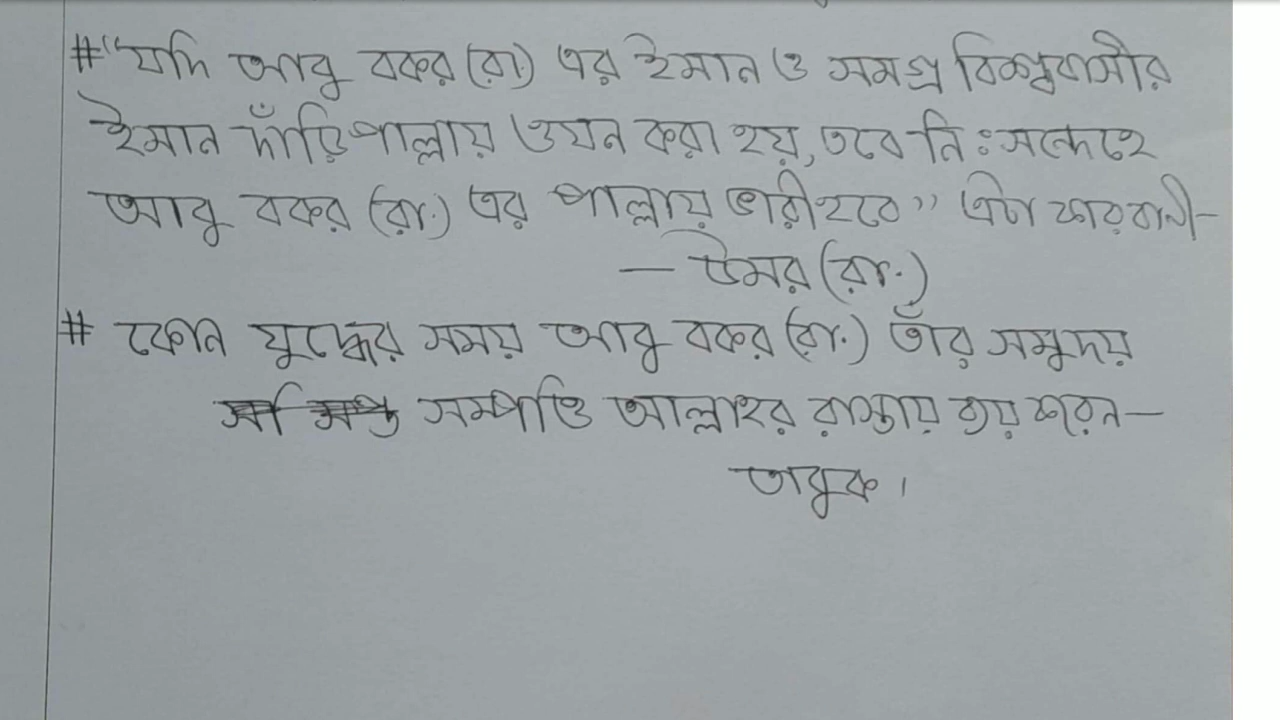 # "যদি আবু বকর (রা.) এর ইমান ও সমগ্র বিশ্ববাসীর
ইমান দাঁড়িপাল্লায় ওযন করা হয়, তবে নিঃসন্দেহে
আবু বকর (রা.) এর পাল্লায় ভারী হবে" এটা কার বাণী-
— উমর (রা.)
# কোন যুদ্ধের সময় আবু বকর (রা.) তাঁর সমুদয়
সম্পত্তি আল্লাহর রাস্তায় ব্যয় করেন—
তাবুক।